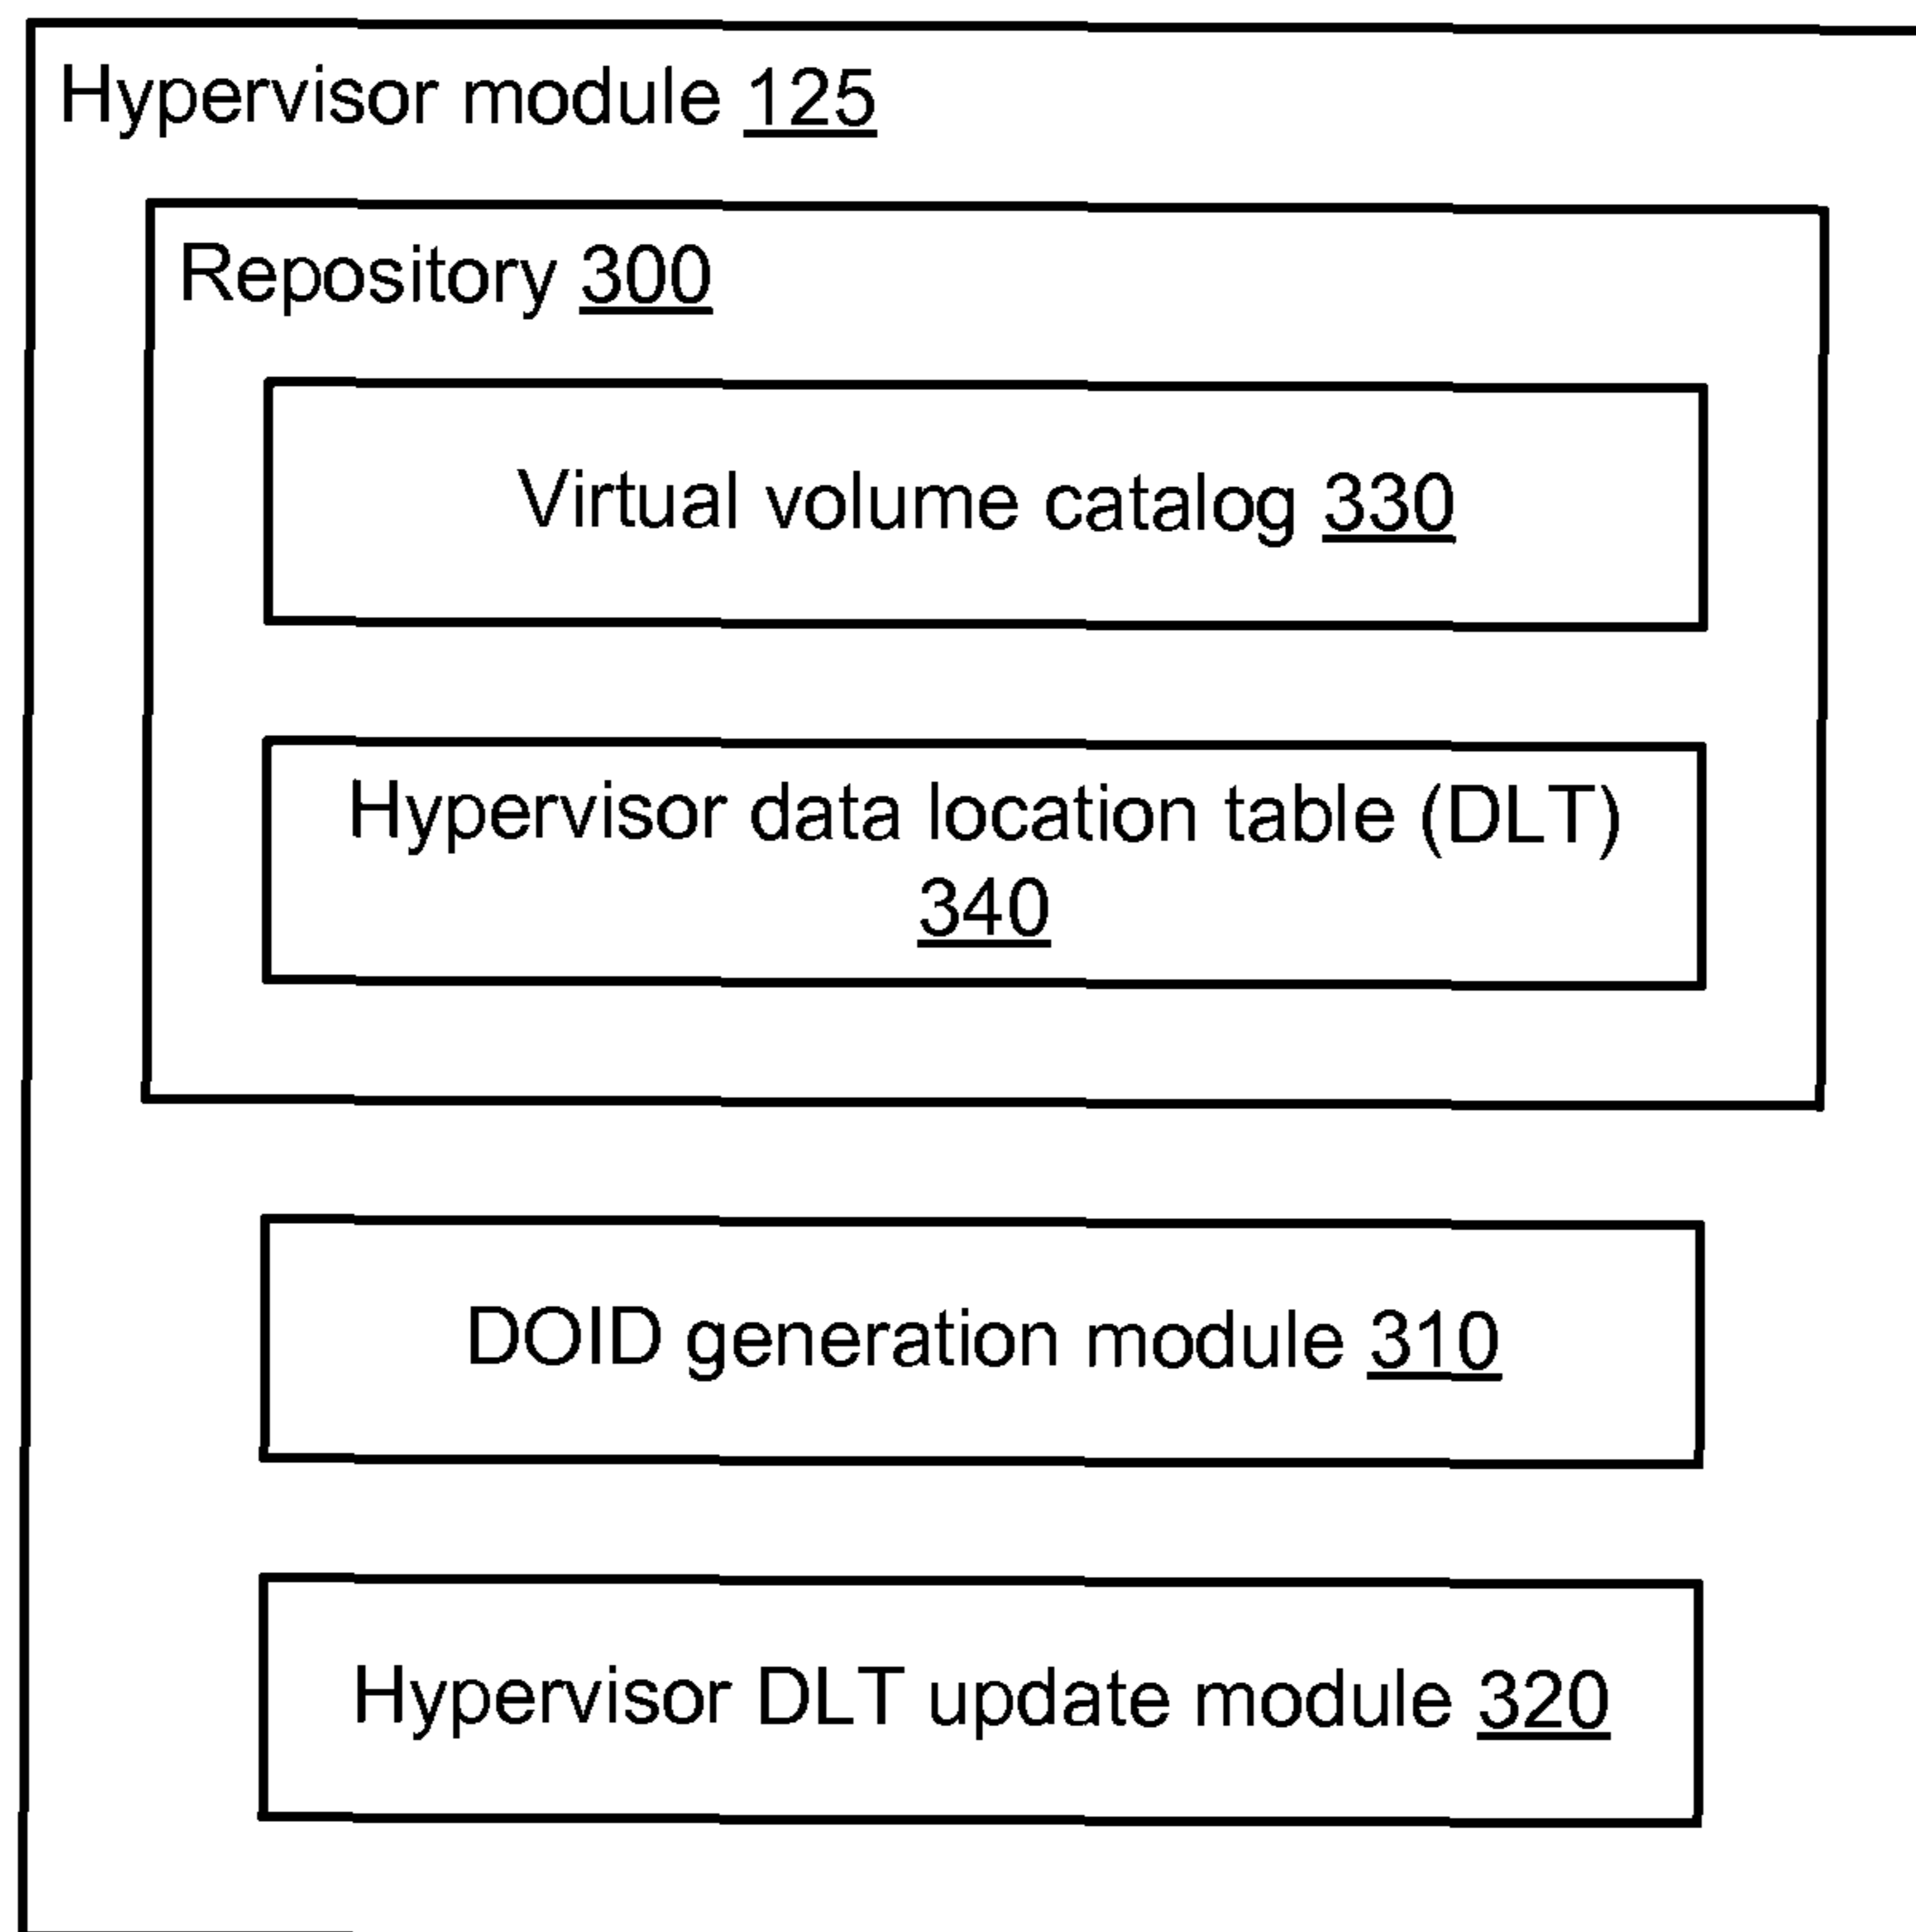 Hypervisor module 125
Repository 300
Virtual volume catalog 330
Hypervisor data location table (DLT)
340
DOID generation module 310
Hypervisor DLT update module 320